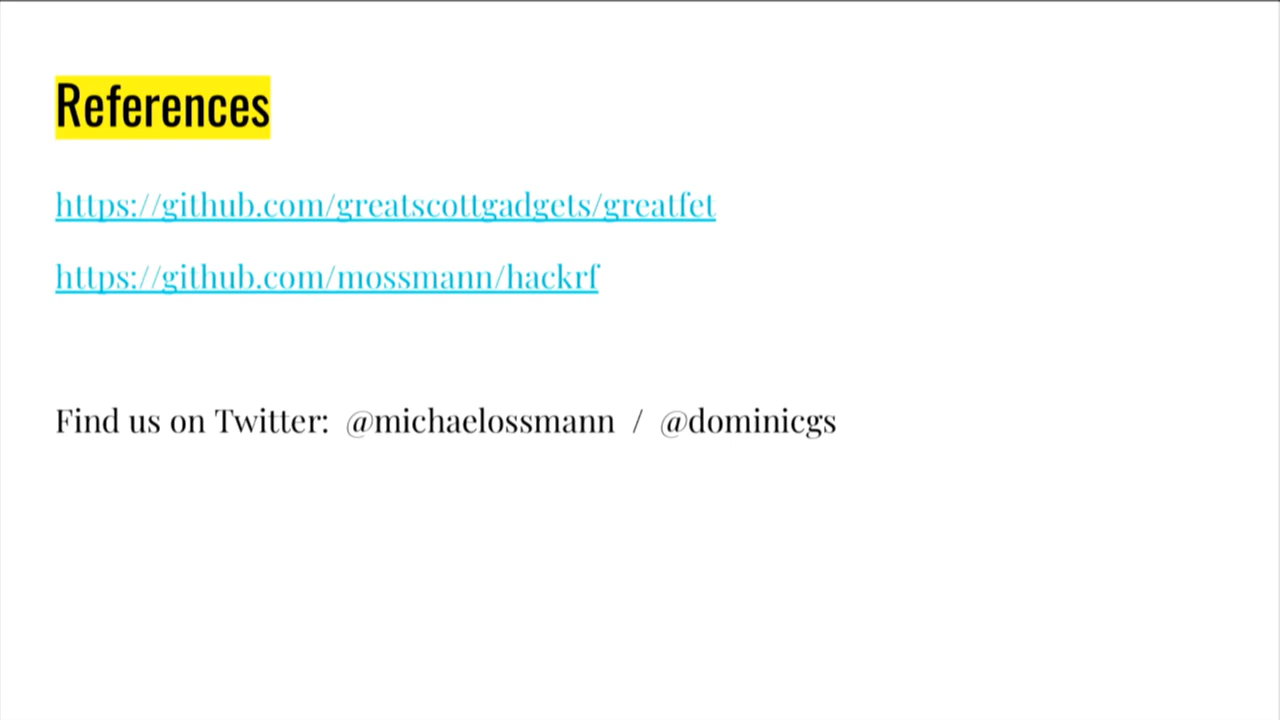 References
https://github.com/greatscottgadgets/greatfet
https://github.com/mossmann/hackrf
Find us on Twitter: @michaelossmann / @dominicgs